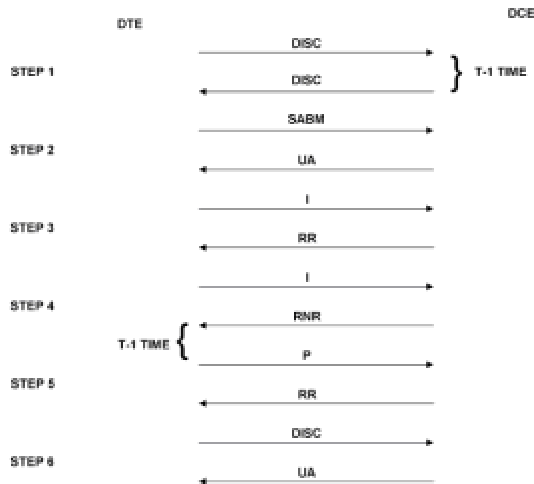 DCE
DTE
DISC
STEP 1
T-1 TIME
DISC
SABM
STEP 2
UA
I
STEP 3
RR
I
STEP 4
RNR
T-1 TIME
P
STEP 5
RR
DISC
STEP 6
UA